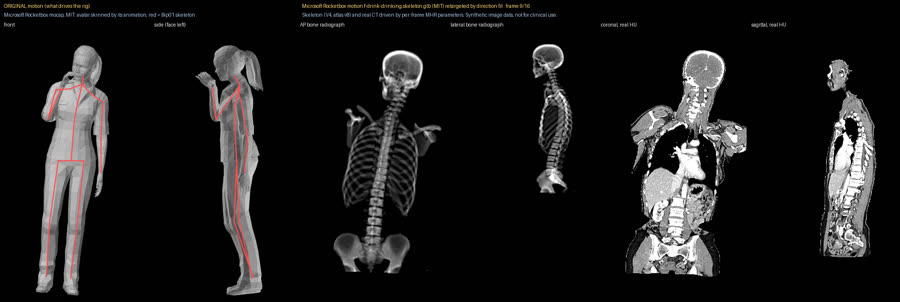 ORIGINAL motion (what drives the rig)
Microsoft Rocketbox mocap, MIT: avatar skinned by its animation, red = 8kp01 skeleton
front
side (face left)
Microsoft Rocketbox motion f-drink-drinking.skeleton.gltb (MIT) retargeted by direction fit frame 9/16
Skeleton (V4, atlas v8) and real CT driven by per-frame MHR parameters. Synthetic image data, not for clinical use.
AP bone radiograph
lateral bone radiograph
coronal, real HU
sagittal, real HU